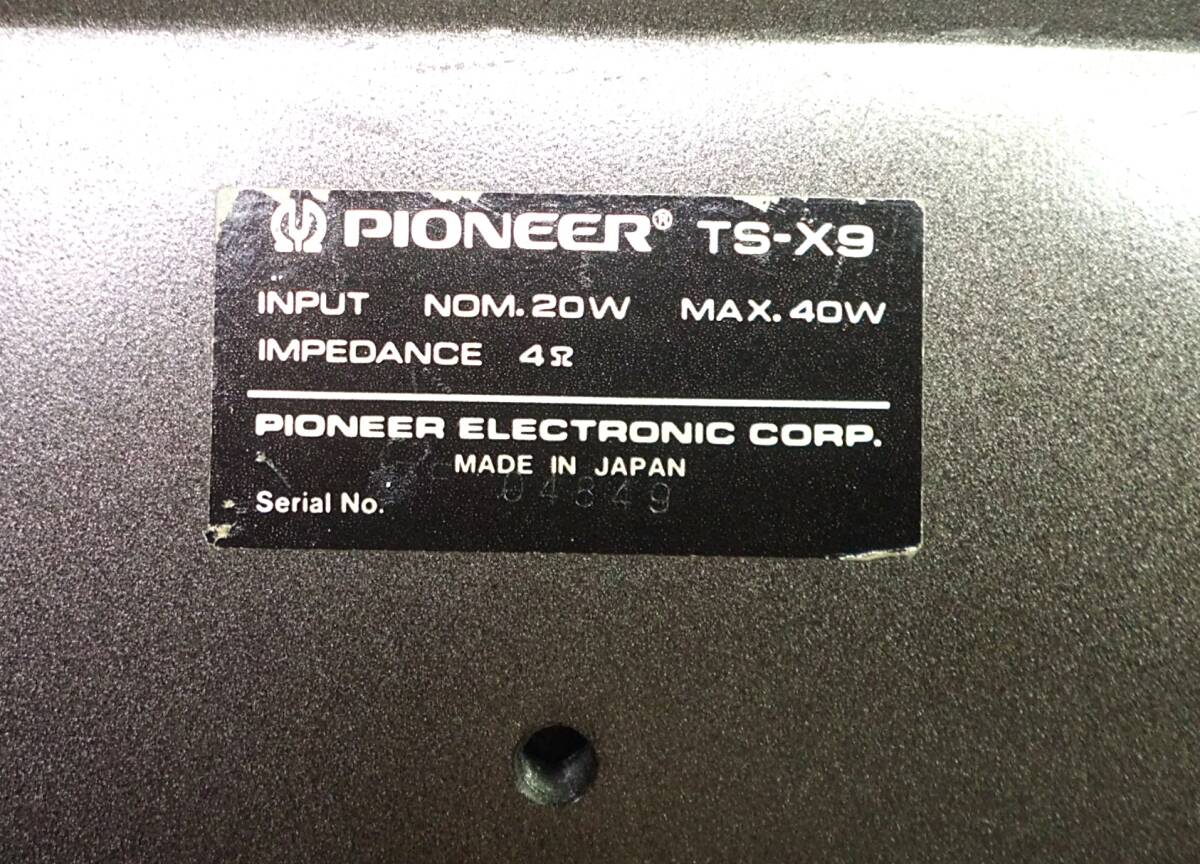 PIONEER® TS-X9
INPUT NOM. 20W MAX. 40W
IMPEDANCE 4Ω
PIONEER ELECTRONIC CORP.
MADE IN JAPAN
Serial No. 04849